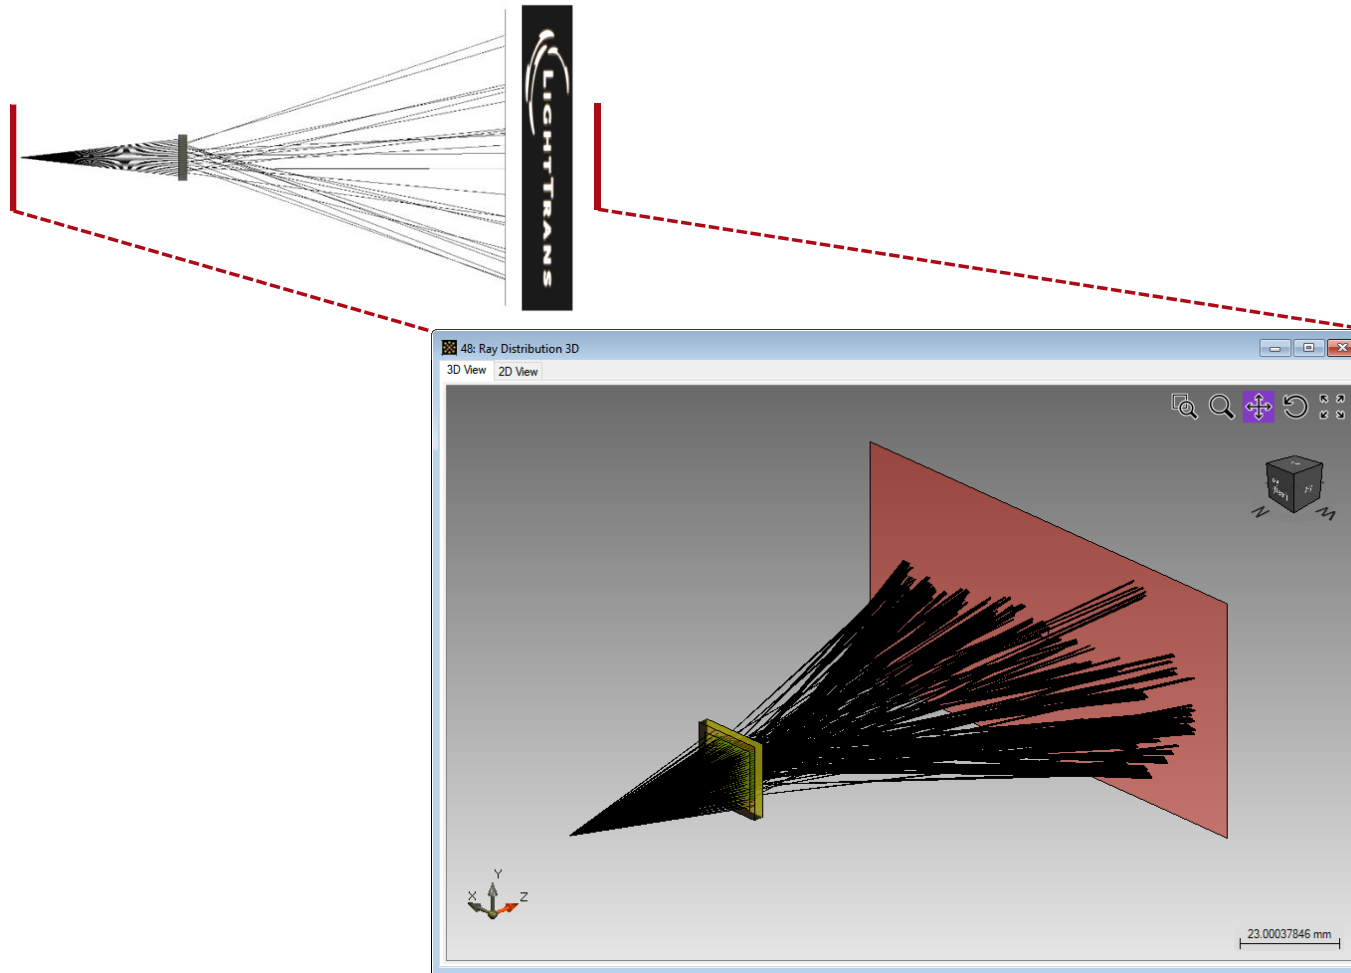 LIGHTTRANS
48: Ray Distribution 3D
3D View
2D View
X
Y
Z
23.00037846 mm